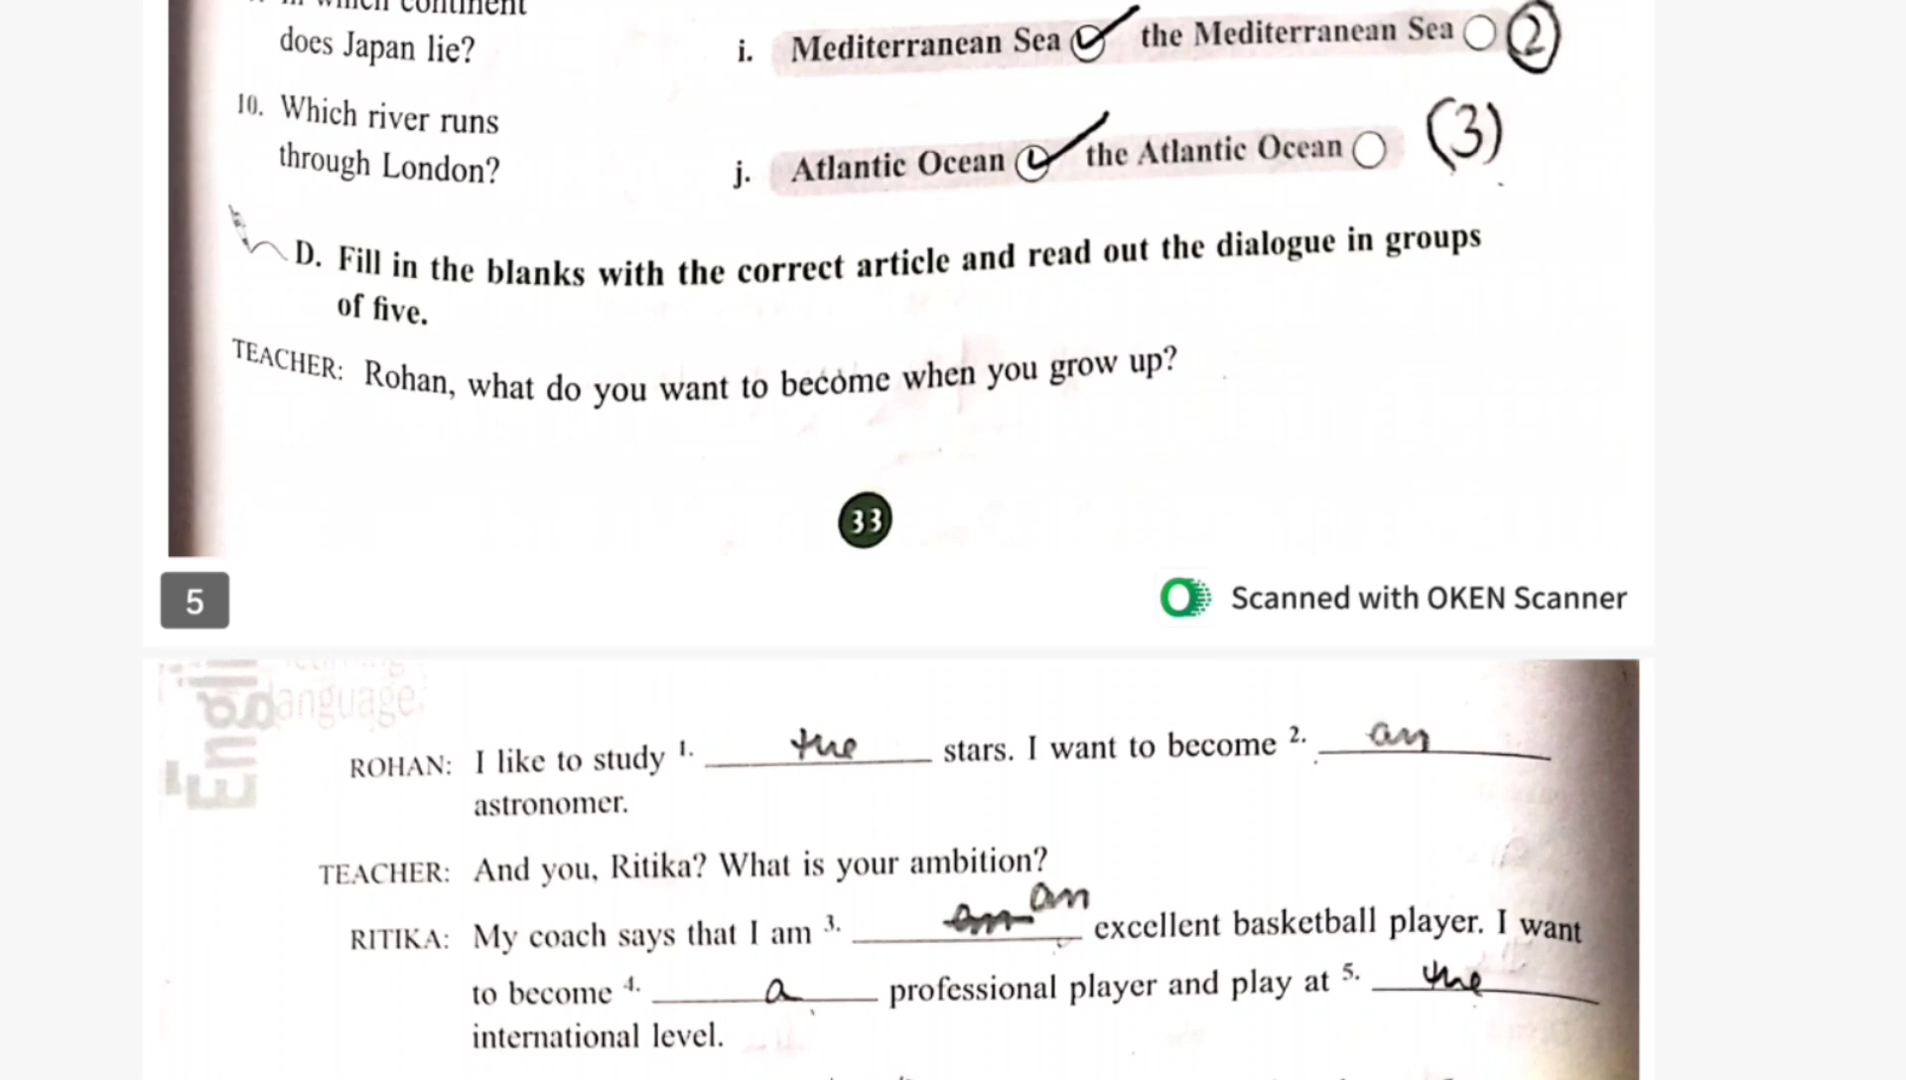 in which continent
does Japan lie?
i. Mediterranean Sea the Mediterranean Sea 2
10. Which river runs
through London?
j. Atlantic Ocean the Atlantic Ocean (3)
D. Fill in the blanks with the correct article and read out the dialogue in groups
of five.
TEACHER: Rohan, what do you want to become when you grow up?
33
5
Scanned with OKEN Scanner
Engli
language.
ROHAN: I like to study 1. the stars. I want to become 2. an
astronomer.
TEACHER: And you, Ritika? What is your ambition?
RITIKA: My coach says that I am 3. an excellent basketball player. I want
to become 4. a professional player and play at 5. the
international level.